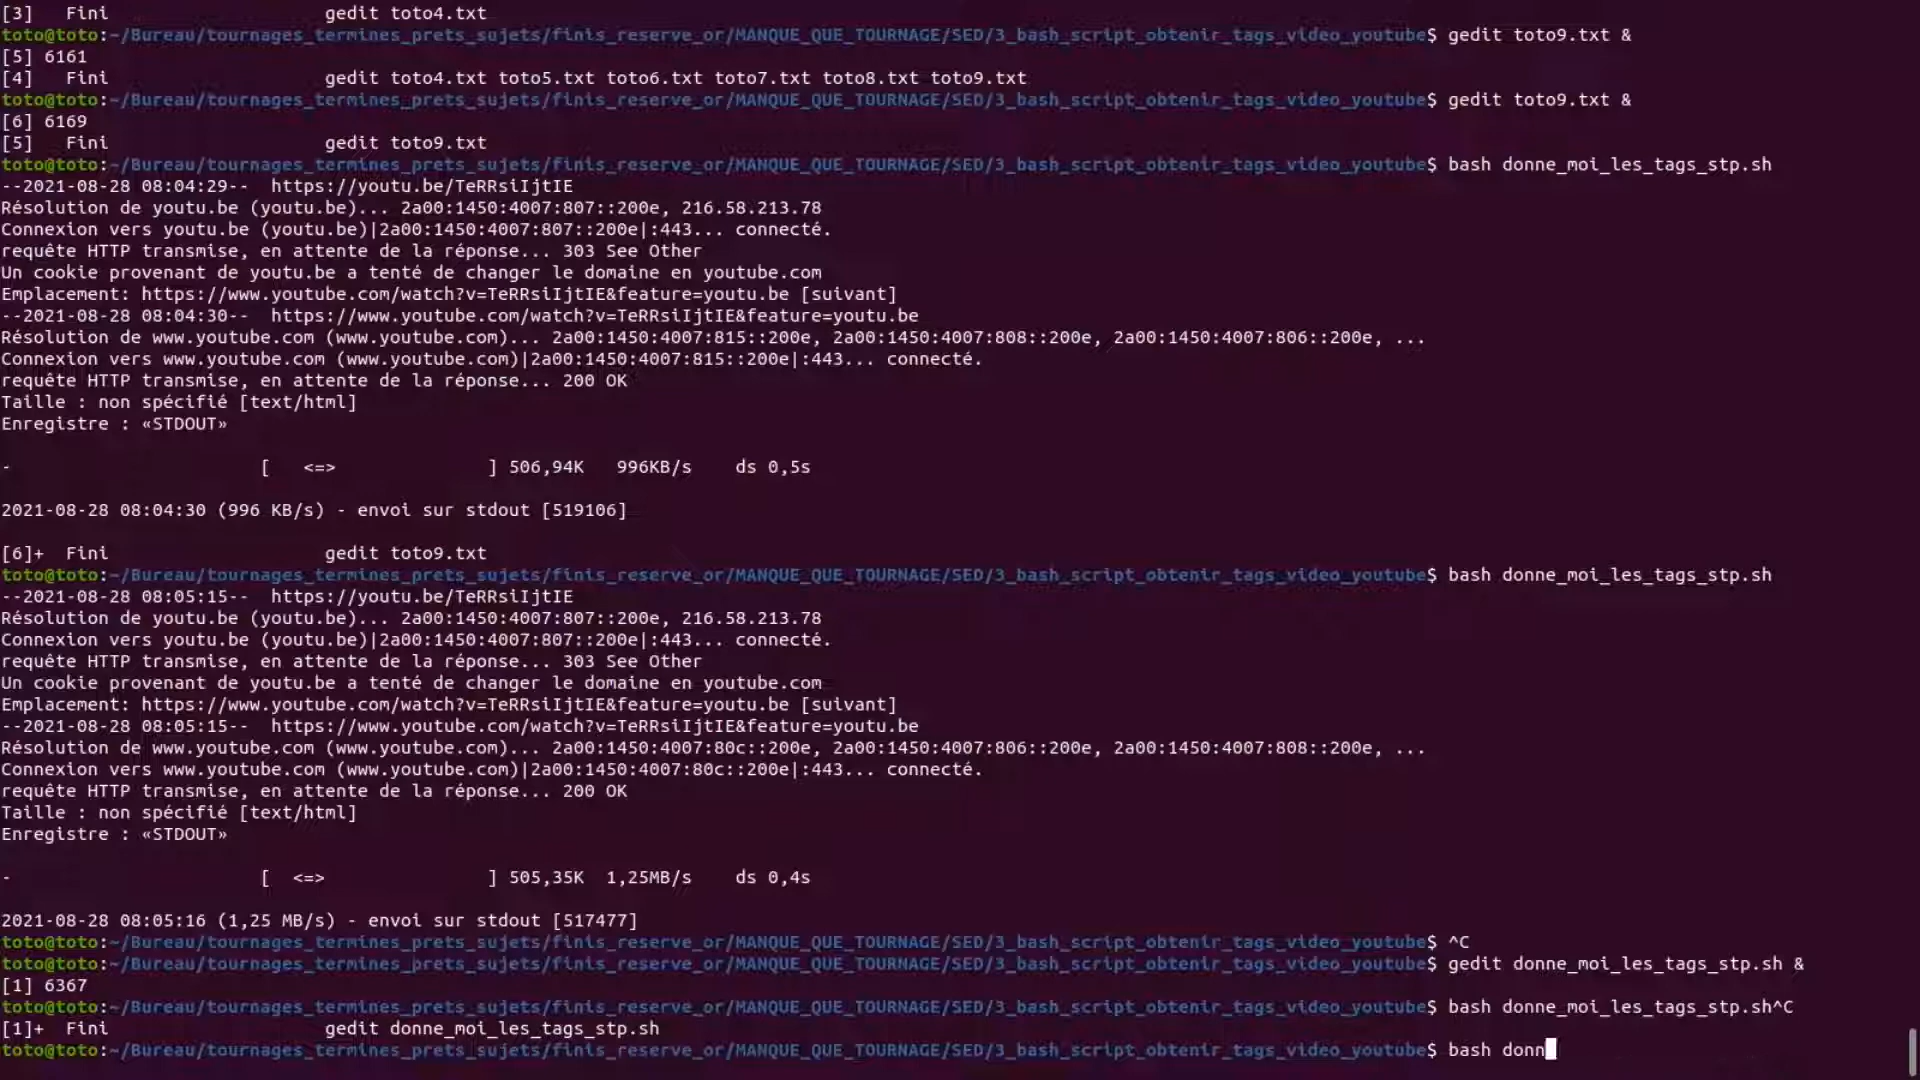 [3]   Fini                    gedit toto4.txt
toto@toto:~/Bureau/tournages_termines_prets_sujets/finis_reserve_or/MANQUE_QUE_TOURNAGE/SED/3_bash_script_obtenir_tags_video_youtube$ gedit toto9.txt &
[5] 6161
[4]   Fini                    gedit toto4.txt toto5.txt toto6.txt toto7.txt toto8.txt toto9.txt
toto@toto:~/Bureau/tournages_termines_prets_sujets/finis_reserve_or/MANQUE_QUE_TOURNAGE/SED/3_bash_script_obtenir_tags_video_youtube$ gedit toto9.txt &
[6] 6169
[5]   Fini                    gedit toto9.txt
toto@toto:~/Bureau/tournages_termines_prets_sujets/finis_reserve_or/MANQUE_QUE_TOURNAGE/SED/3_bash_script_obtenir_tags_video_youtube$ bash donne_moi_les_tags_stp.sh
--2021-08-28 08:04:29--  https://youtu.be/TeRRsiIjtIE
Résolution de youtu.be (youtu.be)... 2a00:1450:4007:807::200e, 216.58.213.78
Connexion vers youtu.be (youtu.be)|2a00:1450:4007:807::200e|:443... connecté.
requête HTTP transmise, en attente de la réponse... 303 See Other
Un cookie provenant de youtu.be a tenté de changer le domaine en youtube.com
Emplacement: https://www.youtube.com/watch?v=TeRRsiIjtIE&feature=youtu.be [suivant]
--2021-08-28 08:04:30--  https://www.youtube.com/watch?v=TeRRsiIjtIE&feature=youtu.be
Résolution de www.youtube.com (www.youtube.com)... 2a00:1450:4007:815::200e, 2a00:1450:4007:808::200e, 2a00:1450:4007:806::200e, ...
Connexion vers www.youtube.com (www.youtube.com)|2a00:1450:4007:815::200e|:443... connecté.
requête HTTP transmise, en attente de la réponse... 200 OK
Taille : non spécifié [text/html]
Enregistre : «STDOUT»
-                       [   <=>              ] 506,94K   996KB/s    ds 0,5s
2021-08-28 08:04:30 (996 KB/s) - envoi sur stdout [519106]
[6]+  Fini                    gedit toto9.txt
toto@toto:~/Bureau/tournages_termines_prets_sujets/finis_reserve_or/MANQUE_QUE_TOURNAGE/SED/3_bash_script_obtenir_tags_video_youtube$ bash donne_moi_les_tags_stp.sh
--2021-08-28 08:05:15--  https://youtu.be/TeRRsiIjtIE
Résolution de youtu.be (youtu.be)... 2a00:1450:4007:807::200e, 216.58.213.78
Connexion vers youtu.be (youtu.be)|2a00:1450:4007:807::200e|:443... connecté.
requête HTTP transmise, en attente de la réponse... 303 See Other
Un cookie provenant de youtu.be a tenté de changer le domaine en youtube.com
Emplacement: https://www.youtube.com/watch?v=TeRRsiIjtIE&feature=youtu.be [suivant]
--2021-08-28 08:05:15--  https://www.youtube.com/watch?v=TeRRsiIjtIE&feature=youtu.be
Résolution de www.youtube.com (www.youtube.com)... 2a00:1450:4007:80c::200e, 2a00:1450:4007:806::200e, 2a00:1450:4007:808::200e, ...
Connexion vers www.youtube.com (www.youtube.com)|2a00:1450:4007:80c::200e|:443... connecté.
requête HTTP transmise, en attente de la réponse... 200 OK
Taille : non spécifié [text/html]
Enregistre : «STDOUT»
-                       [  <=>               ] 505,35K  1,25MB/s    ds 0,4s
2021-08-28 08:05:16 (1,25 MB/s) - envoi sur stdout [517477]
toto@toto:~/Bureau/tournages_termines_prets_sujets/finis_reserve_or/MANQUE_QUE_TOURNAGE/SED/3_bash_script_obtenir_tags_video_youtube$ ^C
toto@toto:~/Bureau/tournages_termines_prets_sujets/finis_reserve_or/MANQUE_QUE_TOURNAGE/SED/3_bash_script_obtenir_tags_video_youtube$ gedit donne_moi_les_tags_stp.sh &
[1] 6367
toto@toto:~/Bureau/tournages_termines_prets_sujets/finis_reserve_or/MANQUE_QUE_TOURNAGE/SED/3_bash_script_obtenir_tags_video_youtube$ bash donne_moi_les_tags_stp.sh^C
[1]+  Fini                    gedit donne_moi_les_tags_stp.sh
toto@toto:~/Bureau/tournages_termines_prets_sujets/finis_reserve_or/MANQUE_QUE_TOURNAGE/SED/3_bash_script_obtenir_tags_video_youtube$ bash donn